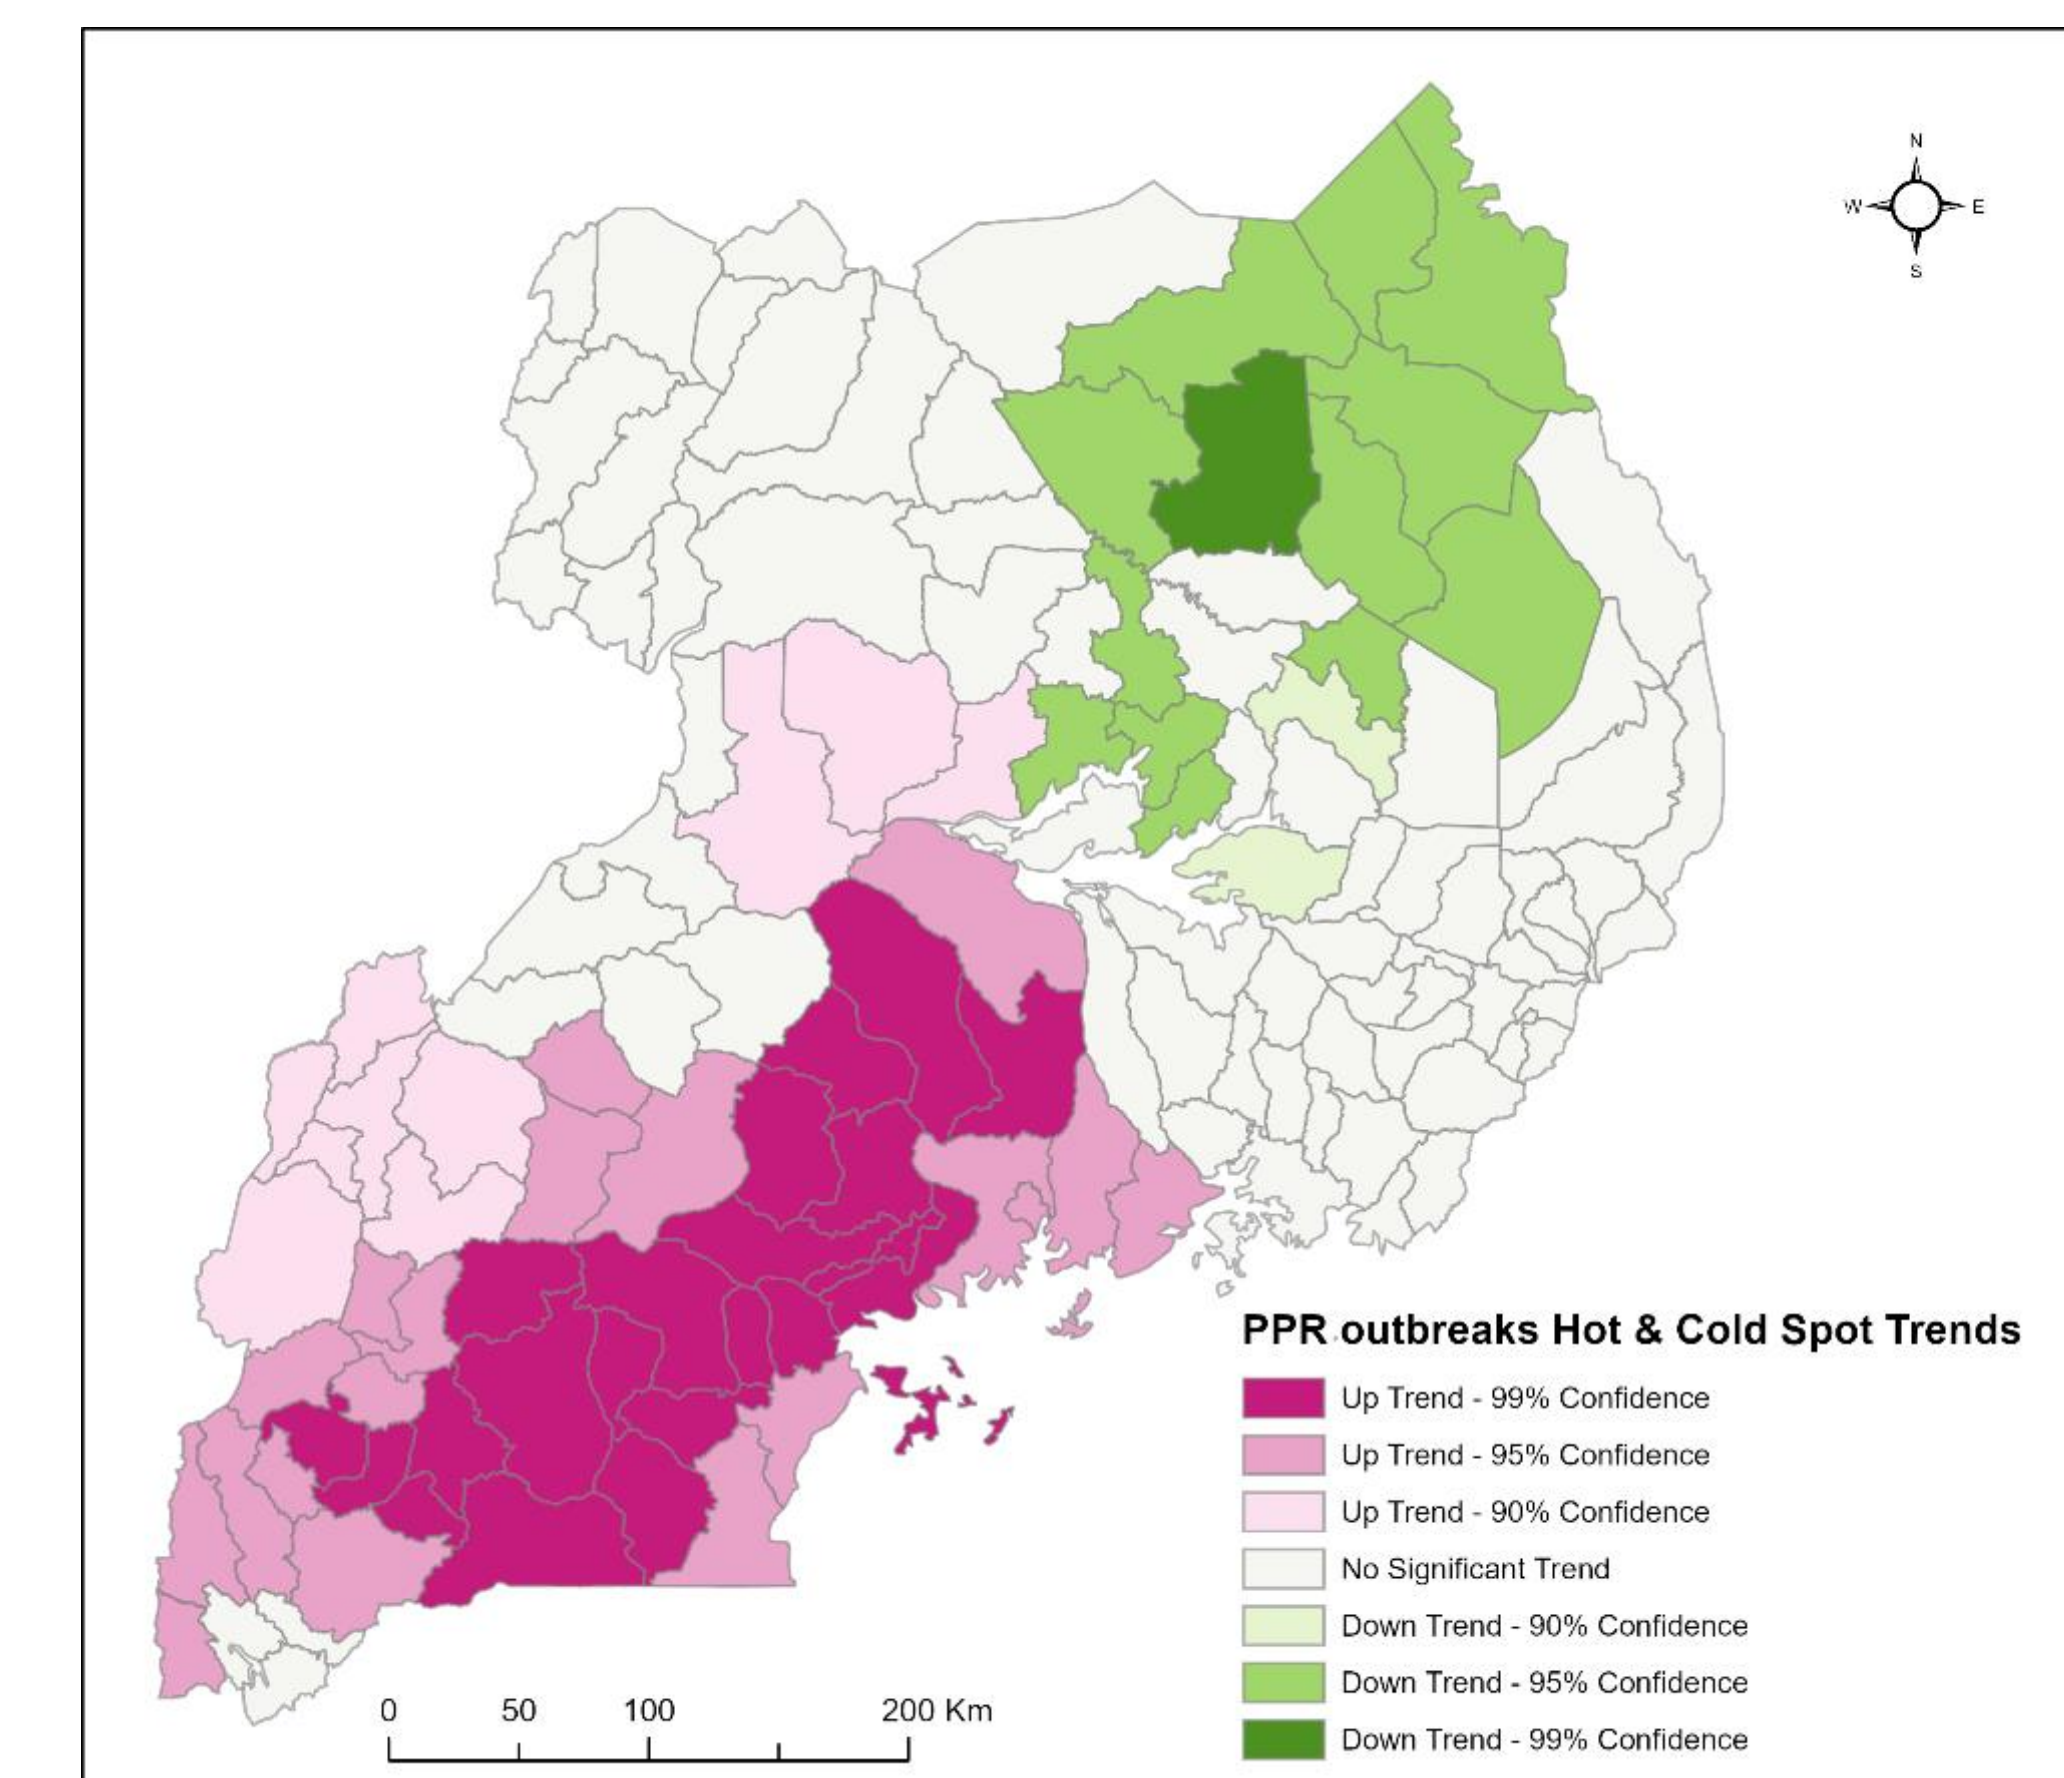 N
W E
S
PPR outbreaks Hot & Cold Spot Trends
Up Trend - 99% Confidence
Up Trend - 95% Confidence
Up Trend - 90% Confidence
No Significant Trend
Down Trend - 90% Confidence
Down Trend - 95% Confidence
Down Trend - 99% Confidence
0 50 100 200 Km